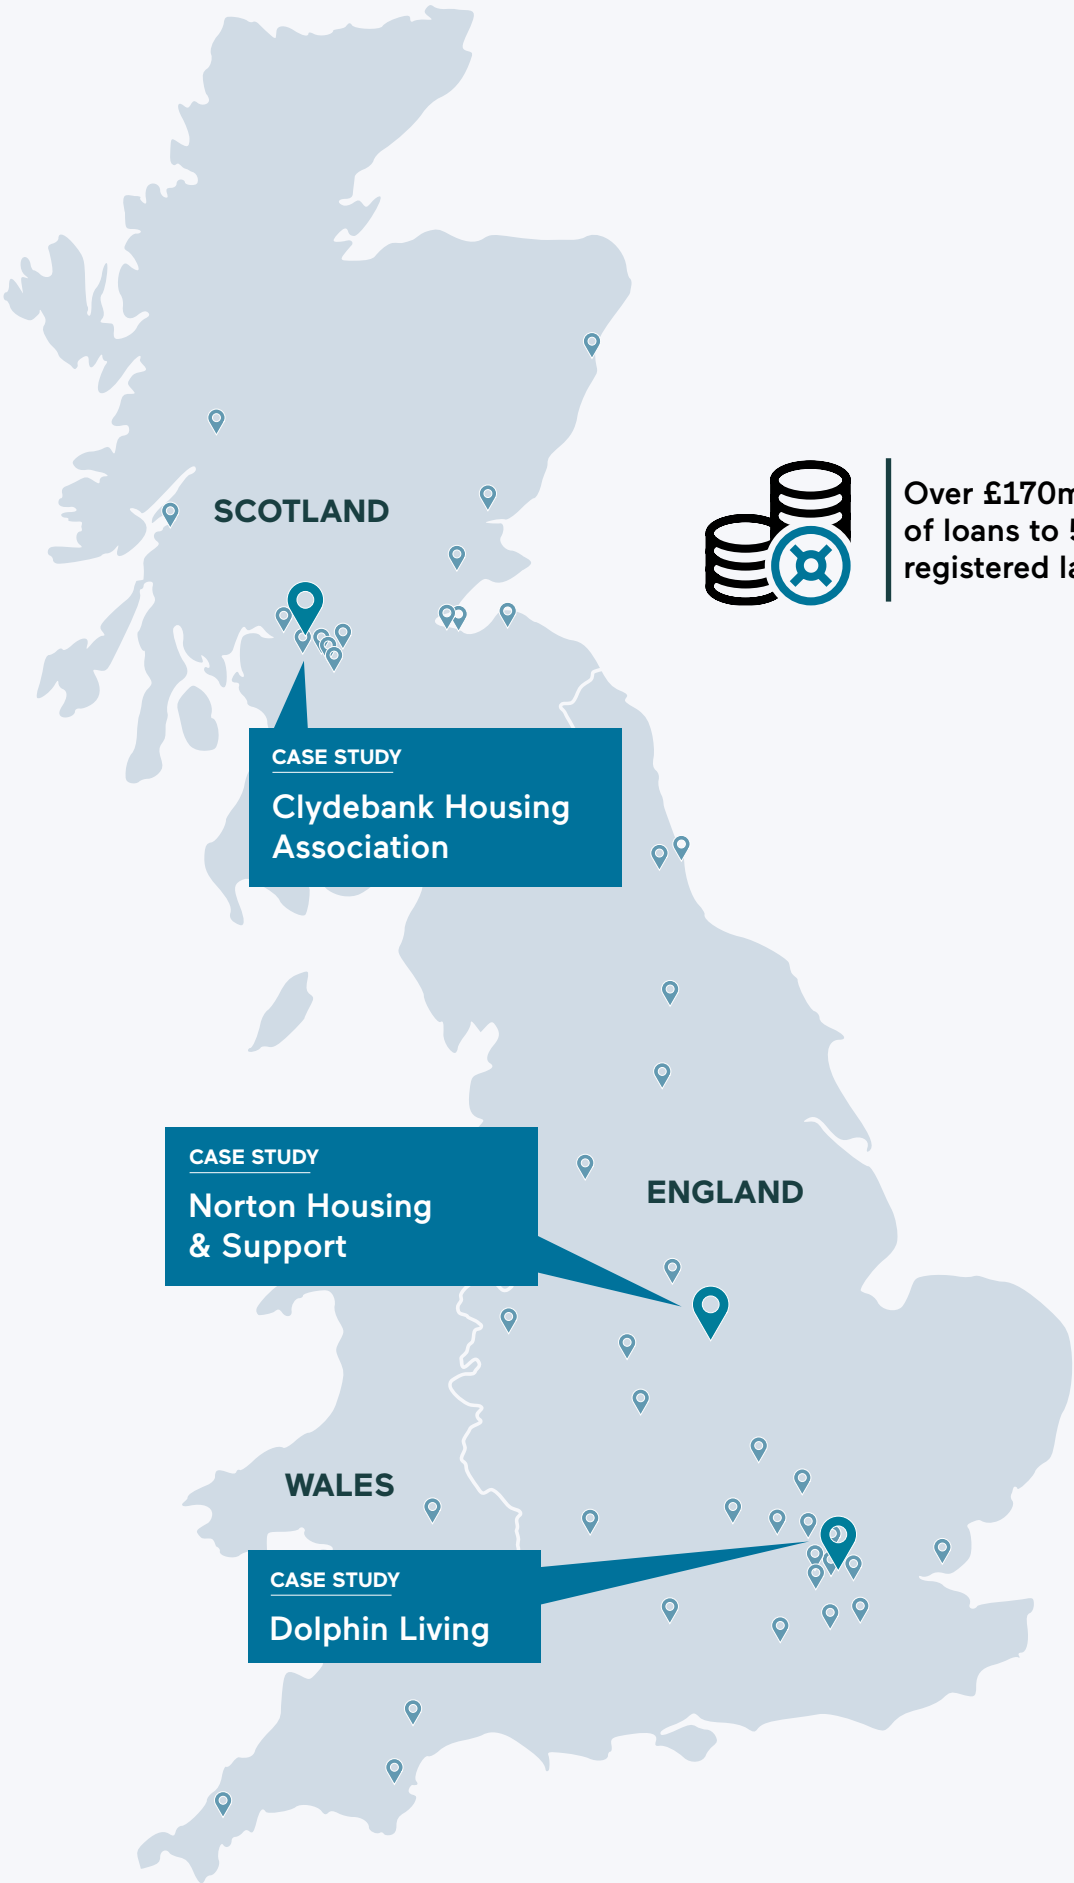 SCOTLAND
Over £170m
of loans to
registered
CASE STUDY
Clydebank Housing
Association
CASE STUDY
Norton Housing
& Support
ENGLAND
WALES
CASE STUDY
Dolphin Living